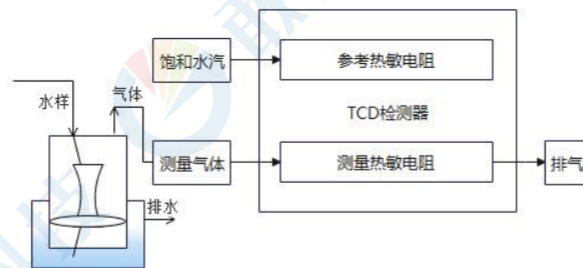 饱和水汽
参考热敏电阻
水样
气体
TCD检测器
测量气体
测量热敏电阻
排气
排水